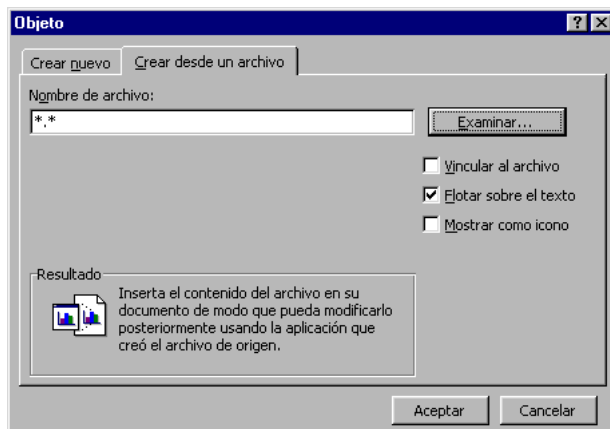 Objeto
Crear nuevo
Crear desde un archivo
Nombre de archivo:
*.*
Examinar...
Vincular al archivo
Flotar sobre el texto
Mostrar como icono
Resultado
Inserta el contenido del archivo en su
documento de modo que pueda modificarlo
posteriormente usando la aplicación que
creó el archivo de origen.
Aceptar
Cancelar